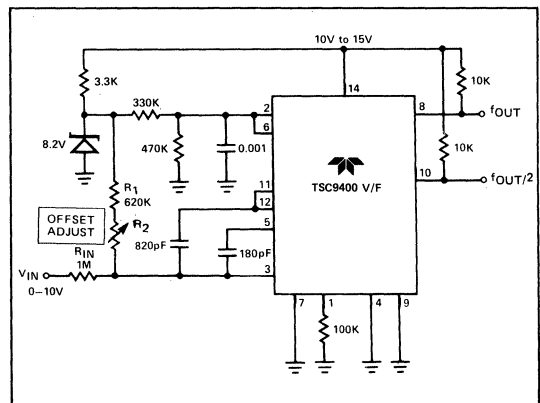 10V to 15V
3.3K
330K
14
10K
2
8
fOUT
6
8.2V
470K
0.001
10K
TSC9400 V/F
10
fOUT/2
R1
620K
11
12
OFFSET
ADJUST
R2
5
820pF
180pF
RIN
1M
VIN
3
0–10V
7
1
4
9
100K